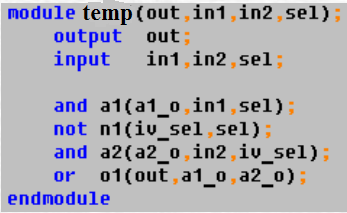 module temp(out,in1,in2,sel);
output out;
input in1,in2,sel;
and a1(a1_o,in1,sel);
not n1(iv_sel,sel);
and a2(a2_o,in2,iv_sel);
or o1(out,a1_o,a2_o);
endmodule